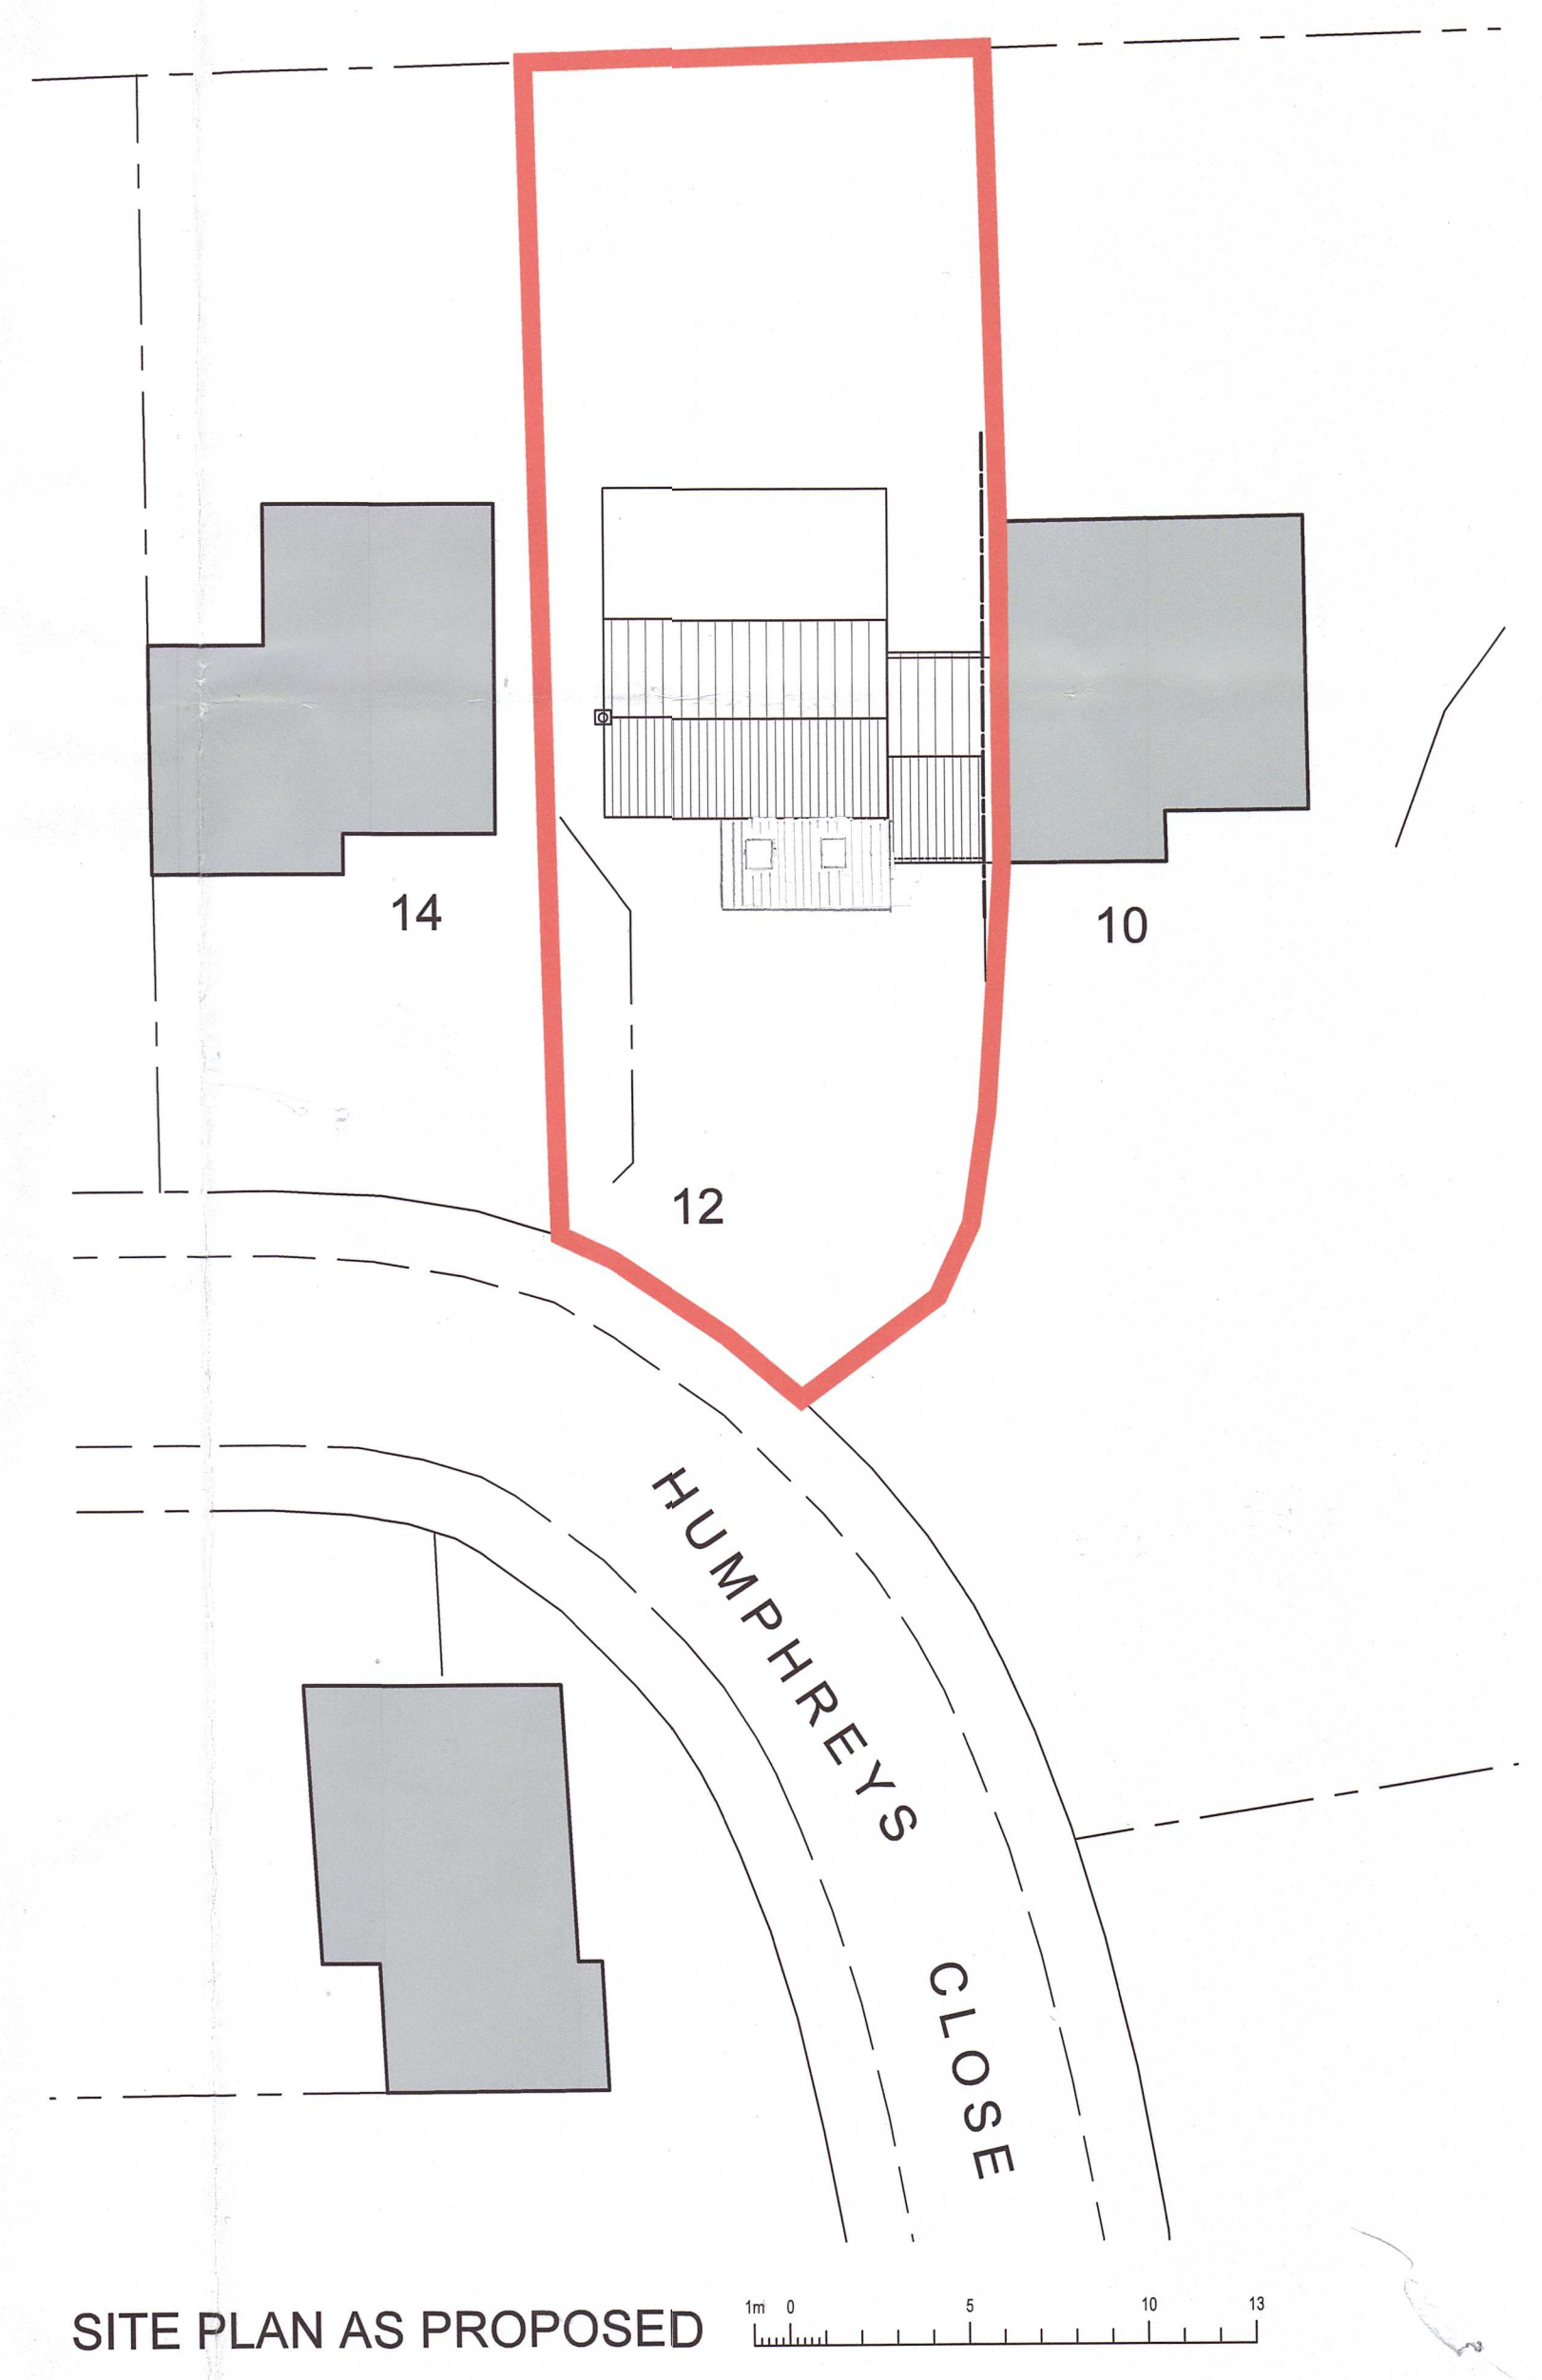 14
10
12
HUMPHREYS CLOSE
SITE PLAN AS PROPOSED
1m 0 5 10 13